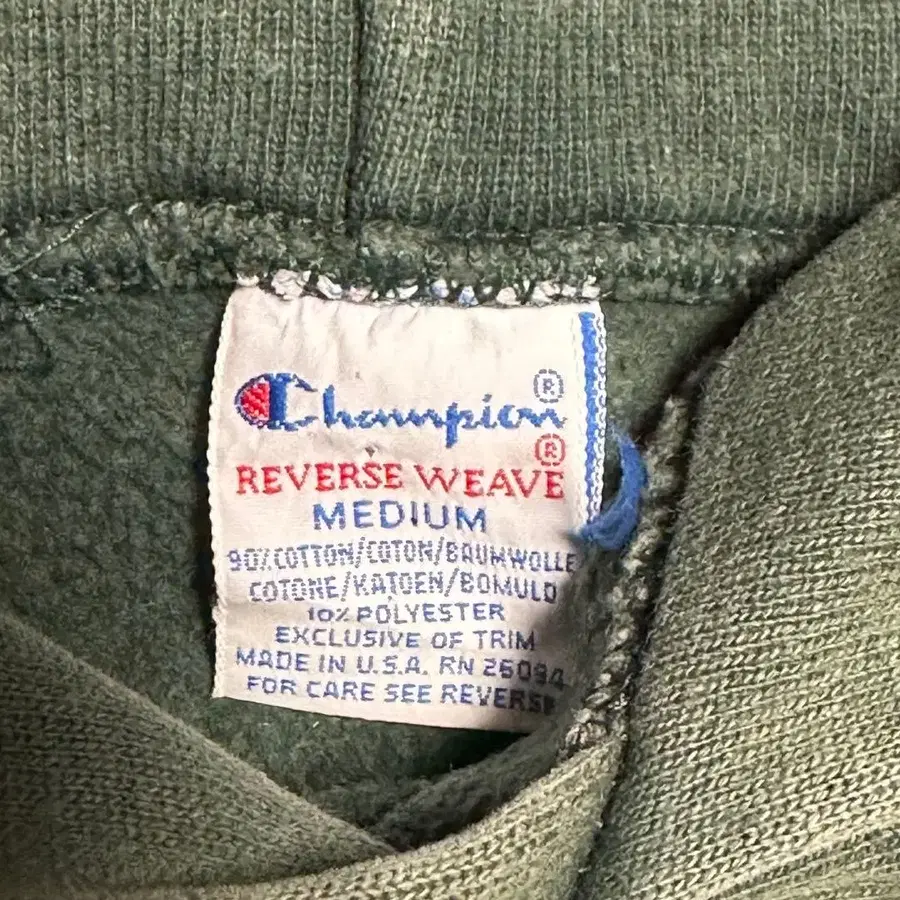 Champion ®
REVERSE WEAVE ®
MEDIUM
90% COTTON/COTON/BAUMWOLLE
COTONE/KATOEN/BOMULD
10% POLYESTER
EXCLUSIVE OF TRIM
MADE IN U.S.A. RN 26094
FOR CARE SEE REVERSE